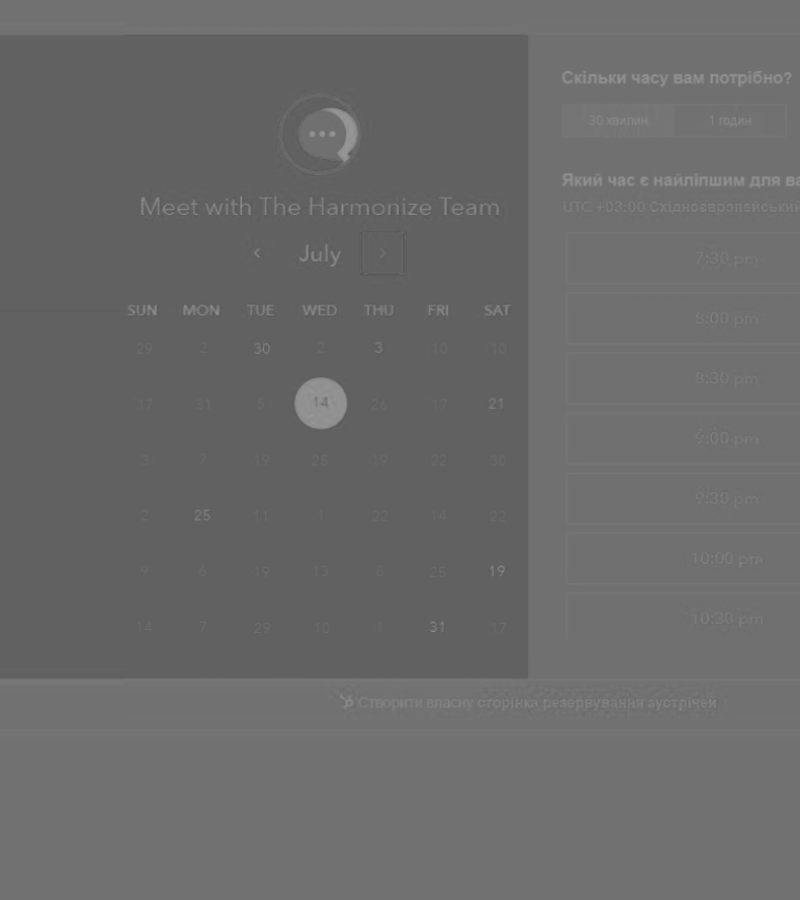 Meet with The Harmonize Team
July
SUN MON TUE WED THU FRI SAT
29 2 30 2 3 10 10
17 31 5 14 26 17 21
3 7 19 25 19 22 30
2 25 11 1 22 14 22
9 6 19 13 8 25 19
14 7 29 10 1 31 17
Скільки часу вам потрібно?
30 хвилин 1 годин
Який час є найліпшим для ва
UTC +03:00 Східноєвропейський
7:30 pm
8:00 pm
8:30 pm
9:00 pm
9:30 pm
10:00 pm
10:30 pm
Створити власну сторінка резервування зустрічей